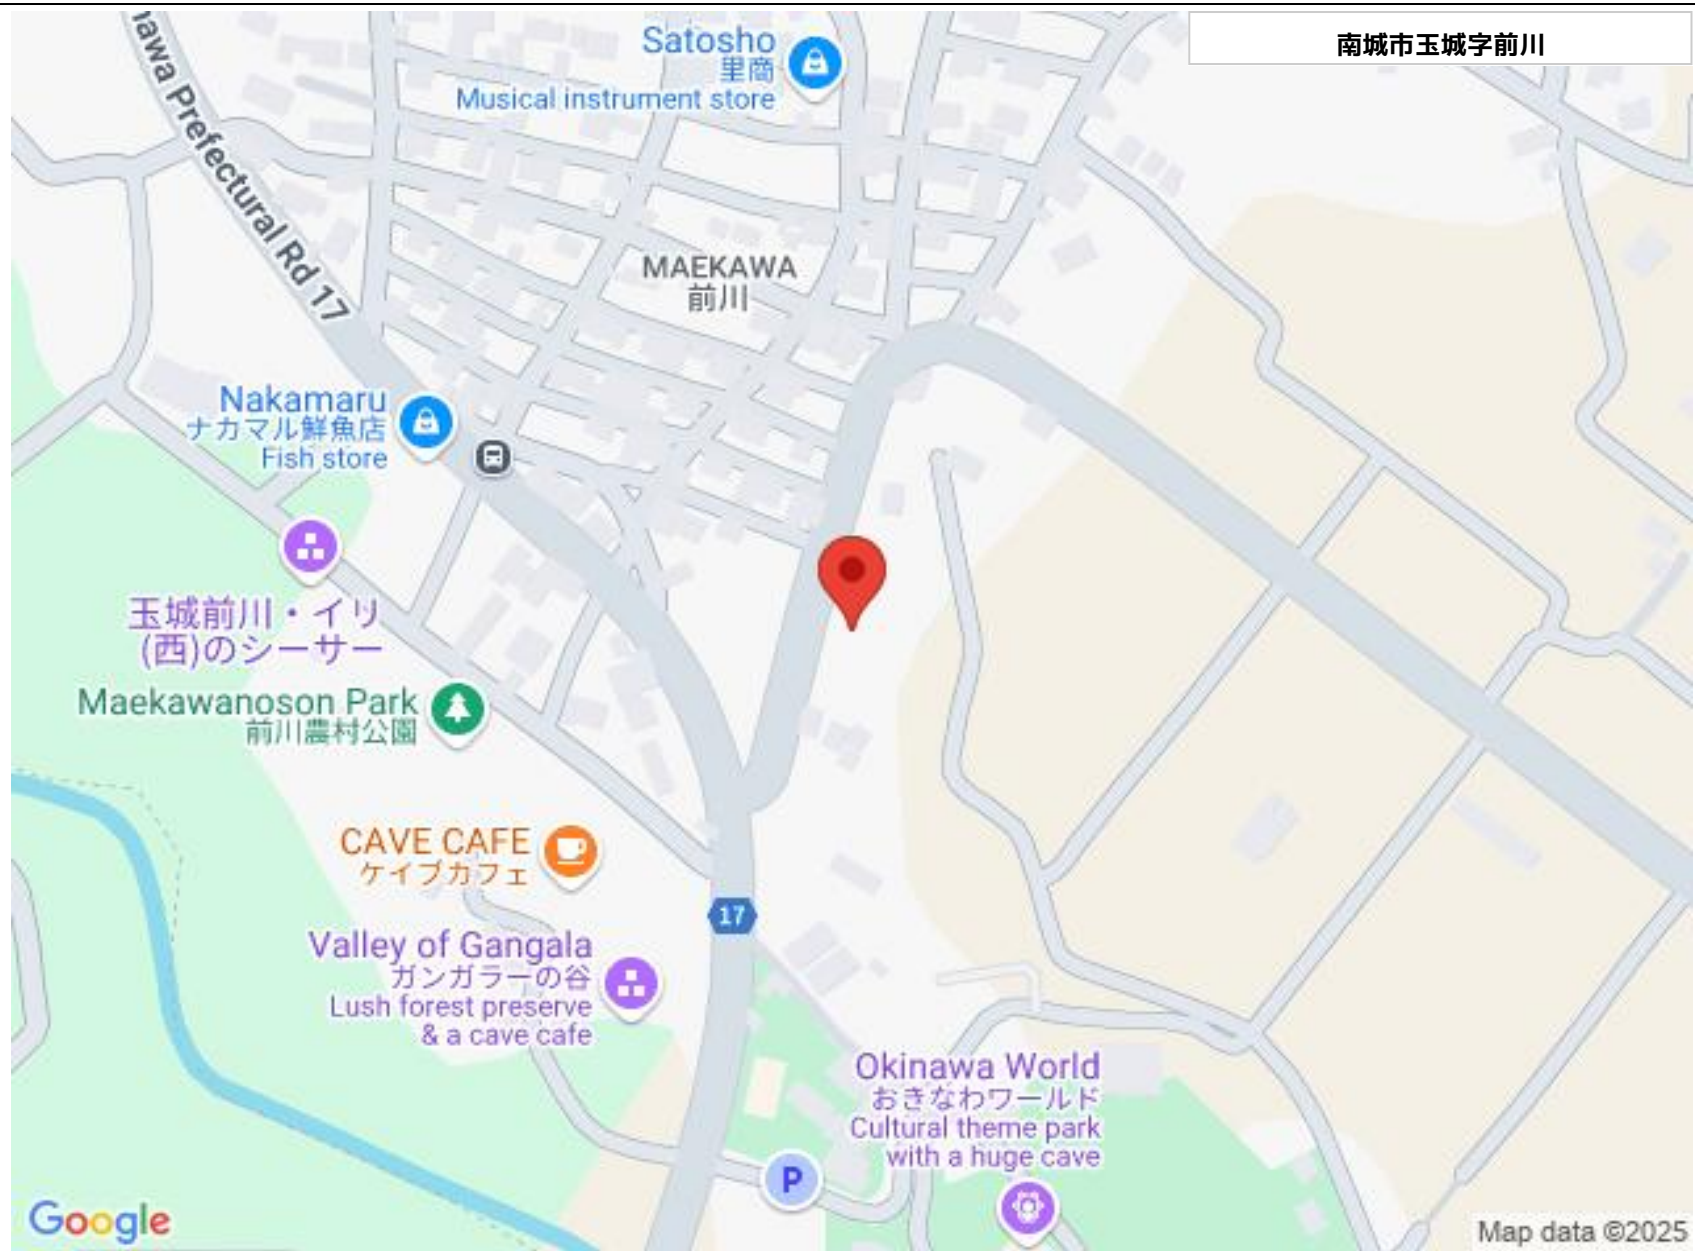 南城市玉城字前川
Satosho
里商
Musical instrument store
nawa Prefectural Rd 17
MAEKAWA
前川
Nakamaru
ナカマル鮮魚店
Fish store
玉城前川・イリ
(西)のシーサー
Maekawanoson Park
前川農村公園
CAVE CAFE
ケイブカフェ
17
Valley of Gangala
ガンガラーの谷
Lush forest preserve
& a cave cafe
Okinawa World
おきなわワールド
Cultural theme park
with a huge cave
P
Google
Map data ©2025